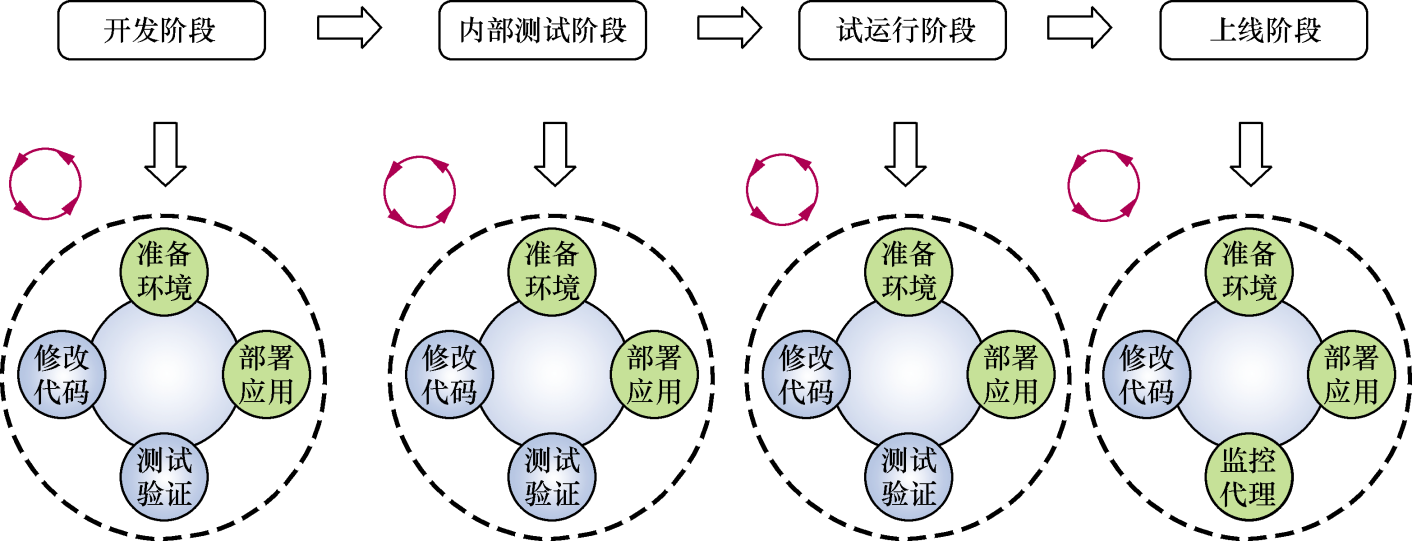 开发阶段
内部测试阶段
试运行阶段
上线阶段
准备
环境
修改
代码
部署
应用
测试
验证
准备
环境
修改
代码
部署
应用
测试
验证
准备
环境
修改
代码
部署
应用
测试
验证
准备
环境
修改
代码
部署
应用
监控
代理